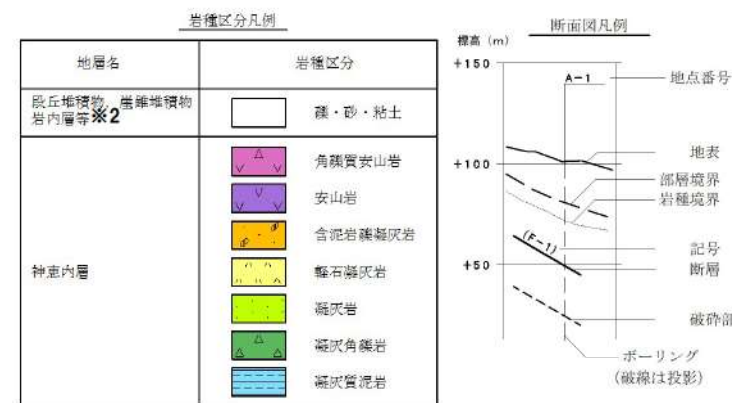 岩種区分凡例
地層名
岩種区分
段丘堆積物、崖錐堆積物
岩内層等※2
礫・砂・粘土
神恵内層
角礫質安山岩
安山岩
含泥岩礫凝灰岩
軽石凝灰岩
凝灰岩
凝灰角礫岩
凝灰質泥岩
断面図凡例
標高（m）
+150
A-1
地点番号
+100
地表
部層境界
岩種境界
(F-1)
記号
+50
断層
破砕部
ボーリング
（破線は投影）